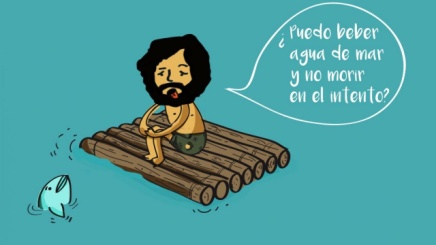 ¿Puedo beber
agua de mar
y no morir
en el intento?